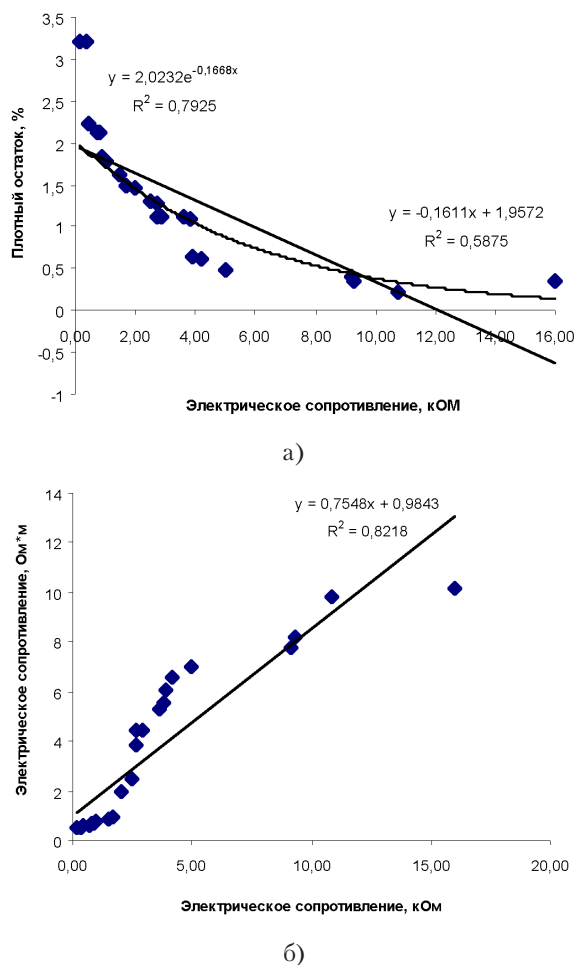 3,5
3
2,5
2
1,5
1
0,5
0
-0,5
-1
Плотный остаток, %
y = 2,0232e^-0,1668x
R² = 0,7925
y = -0,1611x + 1,9572
R² = 0,5875
0,00 2,00 4,00 6,00 8,00 10,00 12,00 14,00 16,00
Электрическое сопротивление, кОМ
а)
14
12
10
8
6
4
2
0
Электрическое сопротивление, Ом*м
y = 0,7548x + 0,9843
R² = 0,8218
0,00 5,00 10,00 15,00 20,00
Электрическое сопротивление, кОм
б)